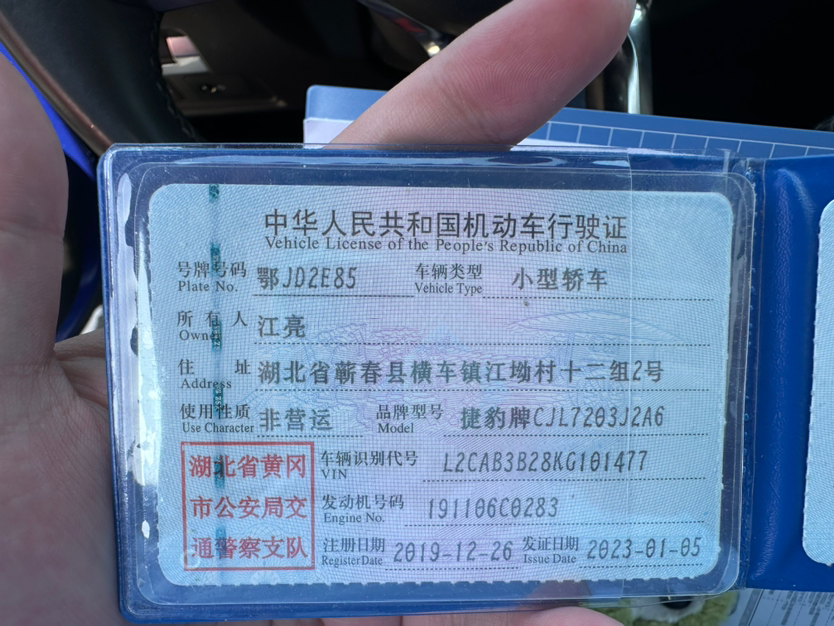 中华人民共和国机动车行驶证
Vehicle License of the People's Republic of China
号牌号码 鄂JD2E85 车辆类型 小型轿车
Plate No. Vehicle Type
所有人 江亮
Owner
住址 湖北省蕲春县横车镇江坳村十二组2号
Address
使用性质 非营运 品牌型号 捷豹牌CJL7203J2A6
Use Character Model
湖北省黄冈
市公安局交
通警察支队
车辆识别代号 L2CAB3B28KG101477
VIN
发动机号码 191106C0283
Engine No.
注册日期 2019-12-26 发证日期 2023-01-05
Register Date Issue Date